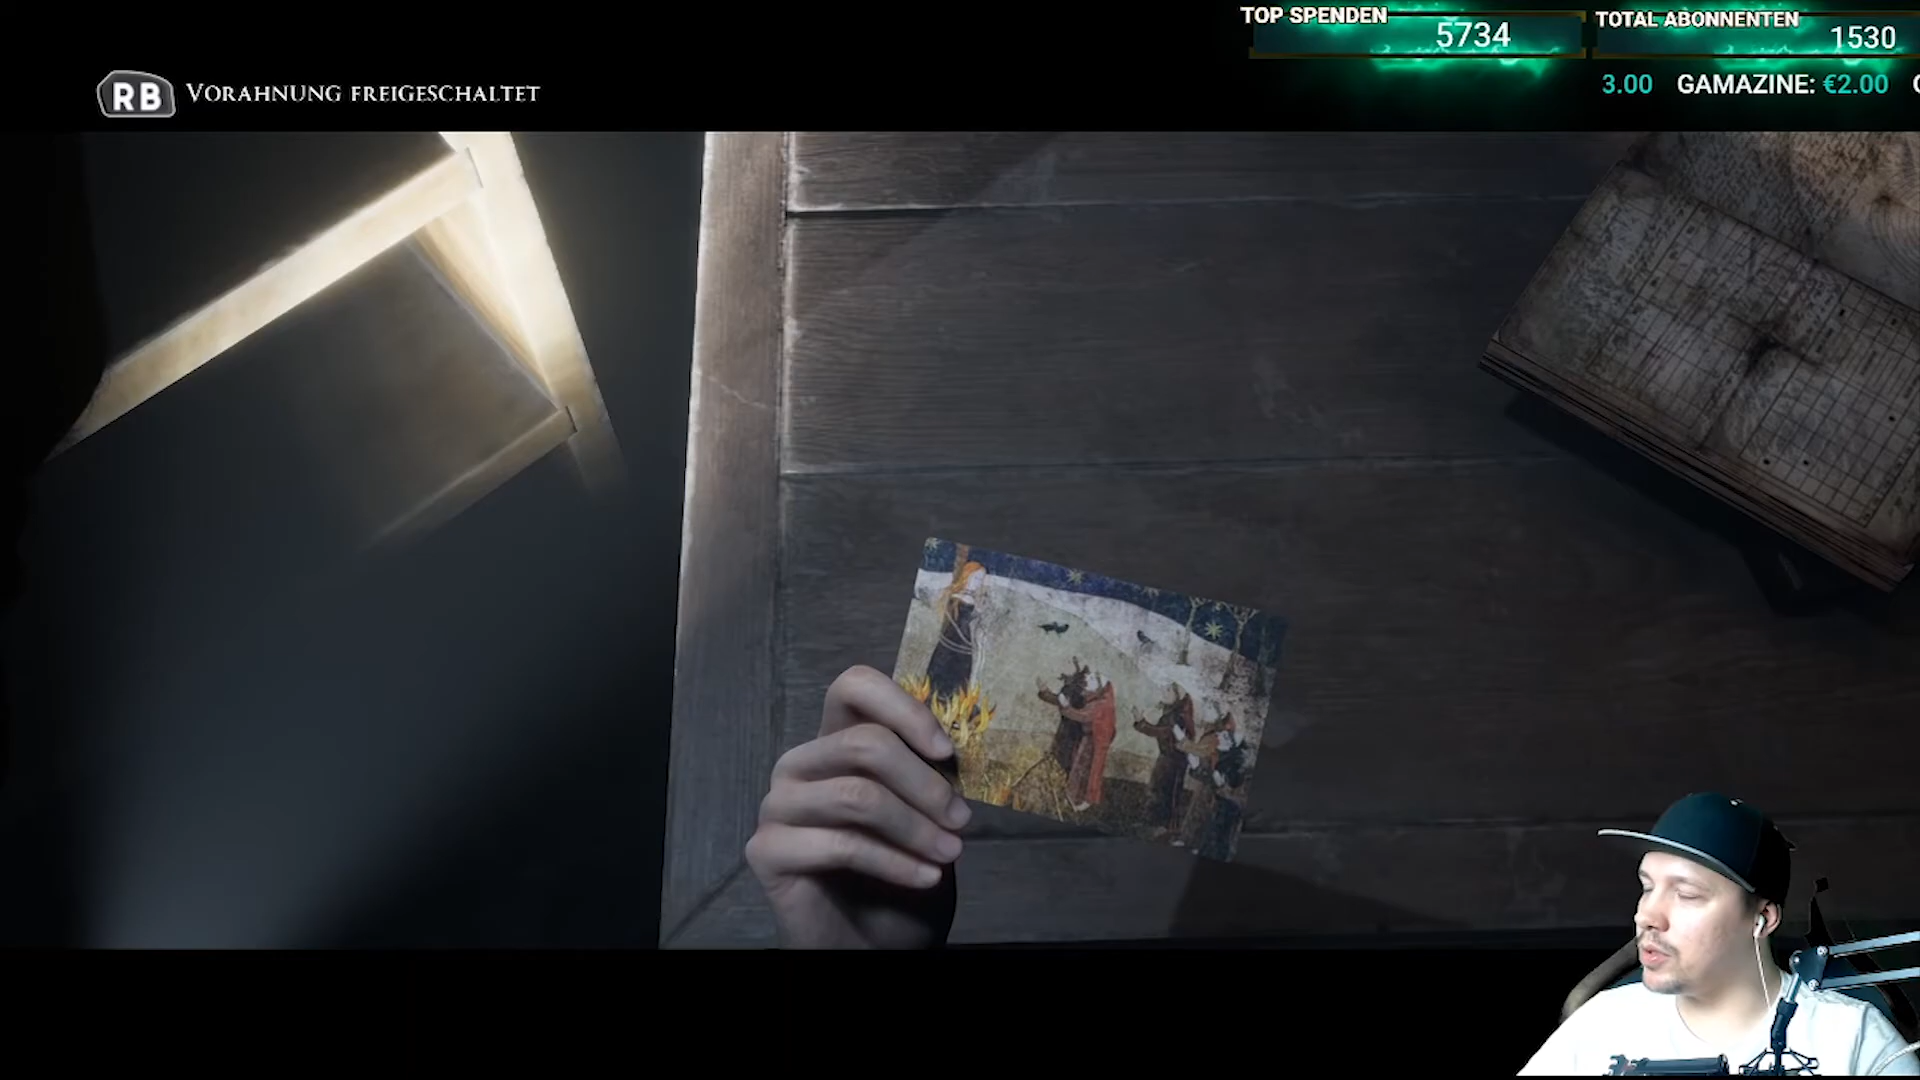 TOP SPENDEN
5734
TOTAL ABONNENTEN
1530
3.00 GAMAZINE: €2.00
RB VORAHNUNG FREIGESCHALTET